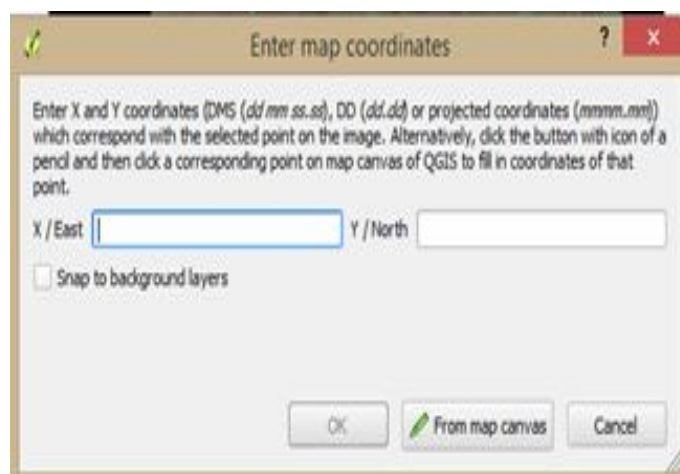 Enter map coordinates ? x
Enter X and Y coordinates (DMS (dd mm ss.ss), DD (dd.dd) or projected coordinates (mmmm.mm))
which correspond with the selected point on the image. Alternatively, click the button with icon of a
pencil and then click a corresponding point on map canvas of QGIS to fill in coordinates of that
point.
X / East Y / North
Snap to background layers
OK From map canvas Cancel